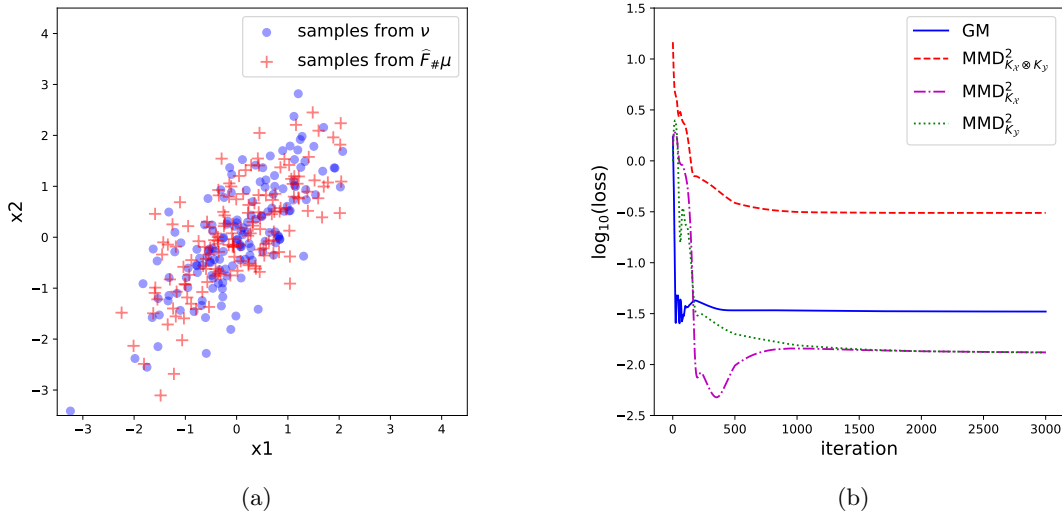 samples from ν
samples from F̂#μ
x2
4
3
2
1
0
−1
−2
−3
−3
−2
−1
0
1
2
3
4
x1
(a)
GM
MMD²K𝒳⊗K𝒴
MMD²K𝒳
MMD²K𝒴
log₁₀(loss)
1.5
1.0
0.5
0.0
−0.5
−1.0
−1.5
−2.0
−2.5
0
500
1000
1500
2000
2500
3000
iteration
(b)